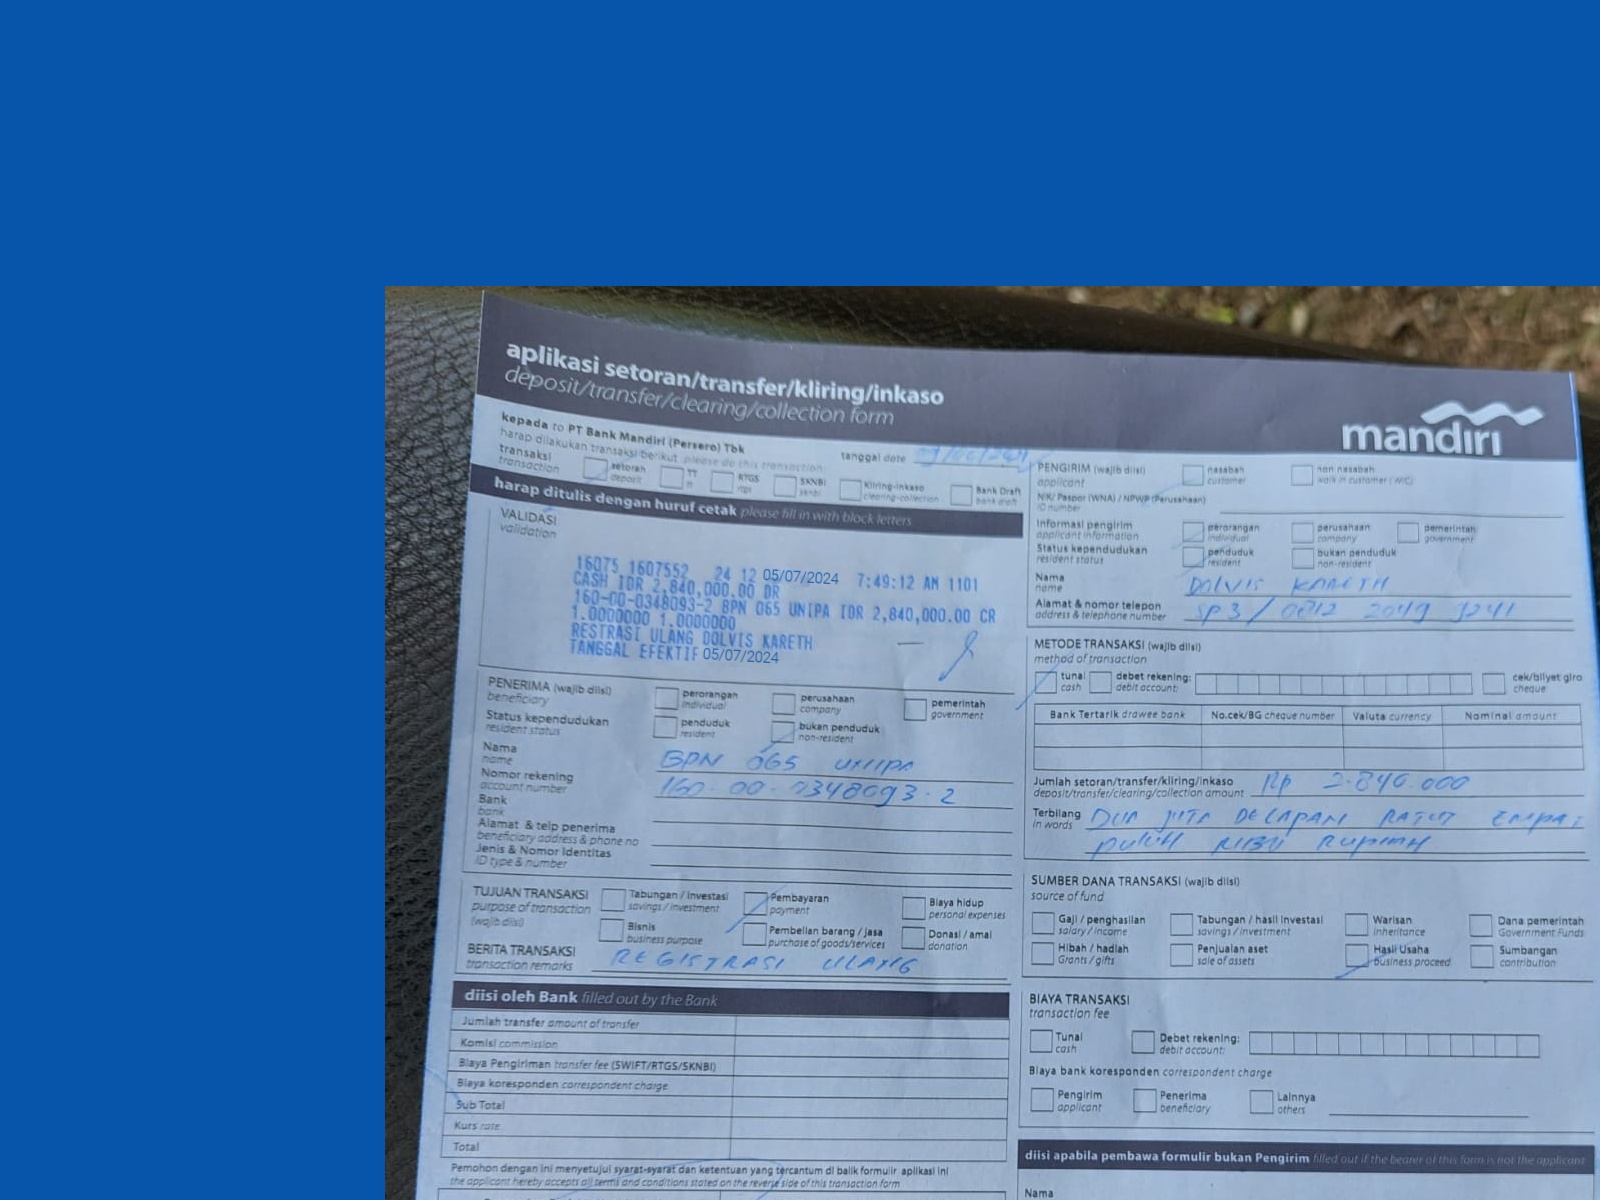 aplikasi setoran/transfer/kliring/inkaso
deposit/transfer/clearing/collection form
mandiri
kepada to PT Bank Mandiri (Persero) Tbk
harap dilakukan transaksi berikut please do this transaction:
tanggal date
transaksi
transaction
setoran
deposit
TT
tt
RTGS
rtgs
SKNBI
sknbi
Kliring-inkaso
clearing-collection
Bank Draft
bank draft
harap ditulis dengan huruf cetak please fill in with block letters
VALIDASI
validation
16075 1607552 24 12 05/07/2024 7:49:12 AM 1101
CASH IDR 2,840,000.00 DR
160-00-0348093-2 BPN 065 UNIPA IDR 2,840,000.00 CR
1.0000000 1.0000000
RESTRASI ULANG DOLVIS KARETH
TANGGAL EFEKTIF 05/07/2024
PENERIMA (wajib diisi)
beneficiary
perorangan
individual
perusahaan
company
pemerintah
government
Status kependudukan
resident status
penduduk
resident
bukan penduduk
non-resident
Nama
name
BPN 065 UNIPA
Nomor rekening
account number
160-00-0348093-2
Bank
bank
Alamat & telp penerima
beneficiary address & phone no
Jenis & Nomor Identitas
ID type & number
TUJUAN TRANSAKSI
purpose of transaction
(wajib diisi)
Tabungan / investasi
savings / investment
Pembayaran
payment
Biaya hidup
personal expenses
Bisnis
business purpose
Pembelian barang / jasa
purchase of goods/services
Donasi / amal
donation
BERITA TRANSAKSI
transaction remarks
REGISTRASI ULANG
diisi oleh Bank filled out by the Bank
Jumlah transfer amount of transfer
Komisi commission
Biaya Pengiriman transfer fee (SWIFT/RTGS/SKNBI)
Biaya koresponden correspondent charge
Sub Total
Kurs rate
Total
Pemohon dengan ini menyetujui syarat-syarat dan ketentuan yang tercantum di balik formulir aplikasi ini
the applicant hereby accepts all terms and conditions stated on the reverse side of this transaction form
PENGIRIM (wajib diisi)
applicant
nasabah
customer
non nasabah
walk in customer (WIC)
NIK/ Paspor (WNA) / NPWP (Perusahaan)
ID number
Informasi pengirim
applicant information
perorangan
individual
perusahaan
company
pemerintah
government
Status kependudukan
resident status
penduduk
resident
bukan penduduk
non-resident
Nama
name
DOLVIS KARETH
Alamat & nomor telepon
address & telephone number
SP 3 / 0812 2049 9241
METODE TRANSAKSI (wajib diisi)
method of transaction
tunai
cash
debet rekening:
debit account:
cek/bilyet giro
cheque
Bank Tertarik drawee bank
No.cek/BG cheque number
Valuta currency
Nominal amount
Jumlah setoran/transfer/kliring/inkaso
deposit/transfer/clearing/collection amount
Rp 2.840.000
Terbilang
in words
DUA JUTA DELAPAN RATUS EMPAT
PULUH RIBU RUPIAH
SUMBER DANA TRANSAKSI (wajib diisi)
source of fund
Gaji / penghasilan
salary / income
Tabungan / hasil investasi
savings / investment
Warisan
inheritance
Dana pemerintah
Government Funds
Hibah / hadiah
Grants / gifts
Penjualan aset
sale of assets
Hasil Usaha
business proceed
Sumbangan
contribution
BIAYA TRANSAKSI
transaction fee
Tunai
cash
Debet rekening:
debit account:
Biaya bank koresponden correspondent charge
Pengirim
applicant
Penerima
beneficiary
Lainnya
others
diisi apabila pembawa formulir bukan Pengirim filled out if the bearer of this form is not the applicant
Nama